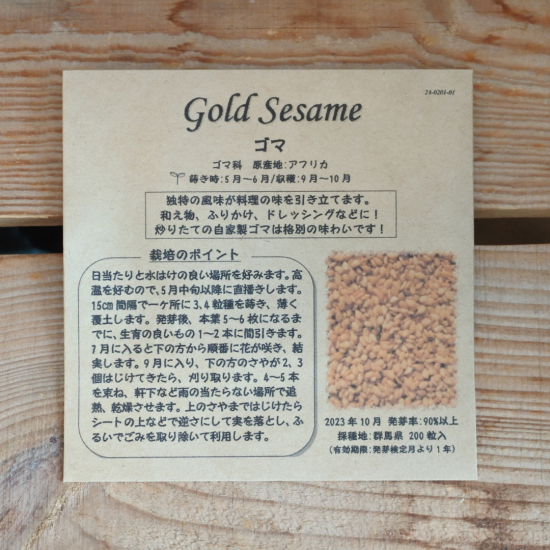 24-0201-01
Gold Sesame
ゴマ
ゴマ科 原産地:アフリカ
蒔き時:5月～6月/収穫:9月～10月
独特の風味が料理の味を引き立てます。
和え物、ふりかけ、ドレッシングなどに！
炒りたての自家製ゴマは格別の味わいです！
栽培のポイント
日当たりと水はけの良い場所を好みます。高
温を好むので、5月中旬以降に直播きします。
15cm間隔で一ヶ所に3、4粒種を蒔き、薄く
覆土します。発芽後、本葉5～6枚になるま
でに、生育の良いもの1～2本に間引きます。
7月に入ると下の方から順番に花が咲き、結
実します。9月に入り、下の方のさやが2、3
個はじけてきたら、刈り取ります。4～5本
を束ね、軒下など雨の当たらない場所で追
熟、乾燥させます。上のさやまではじけたら
シートの上などで逆さにして実を落とし、ふ
るいでごみを取り除いて利用します。
2023年10月 発芽率:90%以上
採種地:群馬県 200粒入
(有効期限:発芽検定月より1年)